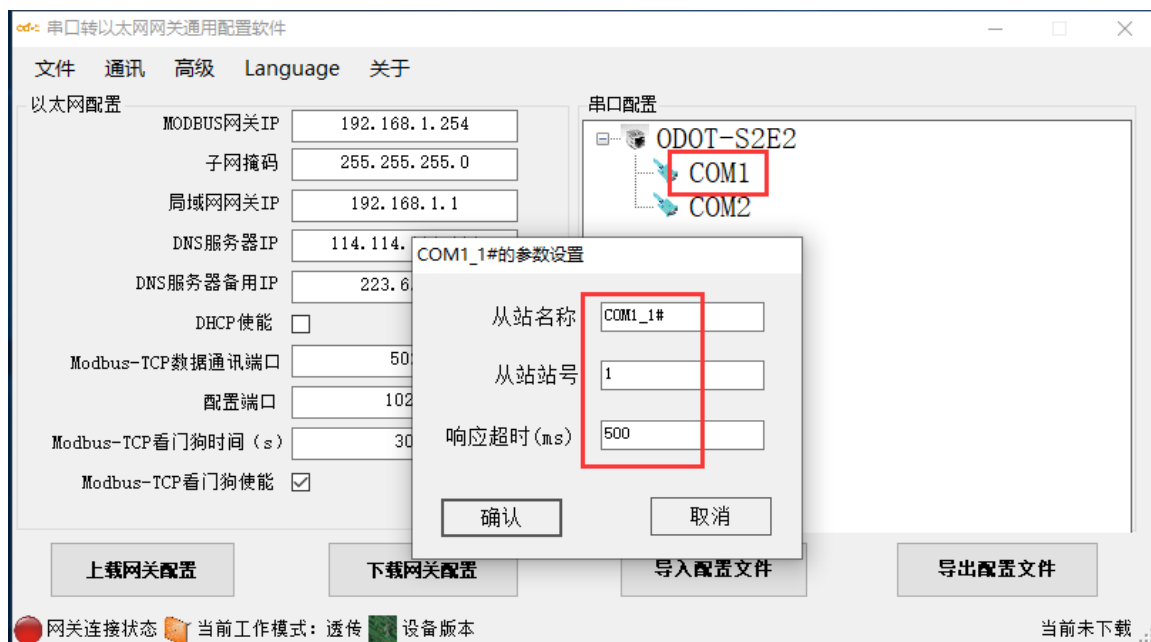 串口转以太网网关通用配置软件
文件 通讯 高级 Language 关于
以太网配置
MODBUS网关IP 192.168.1.254
子网掩码 255.255.255.0
局域网网关IP 192.168.1.1
DNS服务器IP 114.114.
DNS服务器备用IP 223.6
DHCP使能
Modbus-TCP数据通讯端口 50
配置端口 102
Modbus-TCP看门狗时间(s) 30
Modbus-TCP看门狗使能
串口配置
ODOT-S2E2
COM1
COM2
COM1_1#的参数设置
从站名称 COM1_1#
从站站号 1
响应超时(ms) 500
确认 取消
上载网关配置 下载网关配置 导入配置文件 导出配置文件
网关连接状态 当前工作模式：透传 设备版本 当前未下载